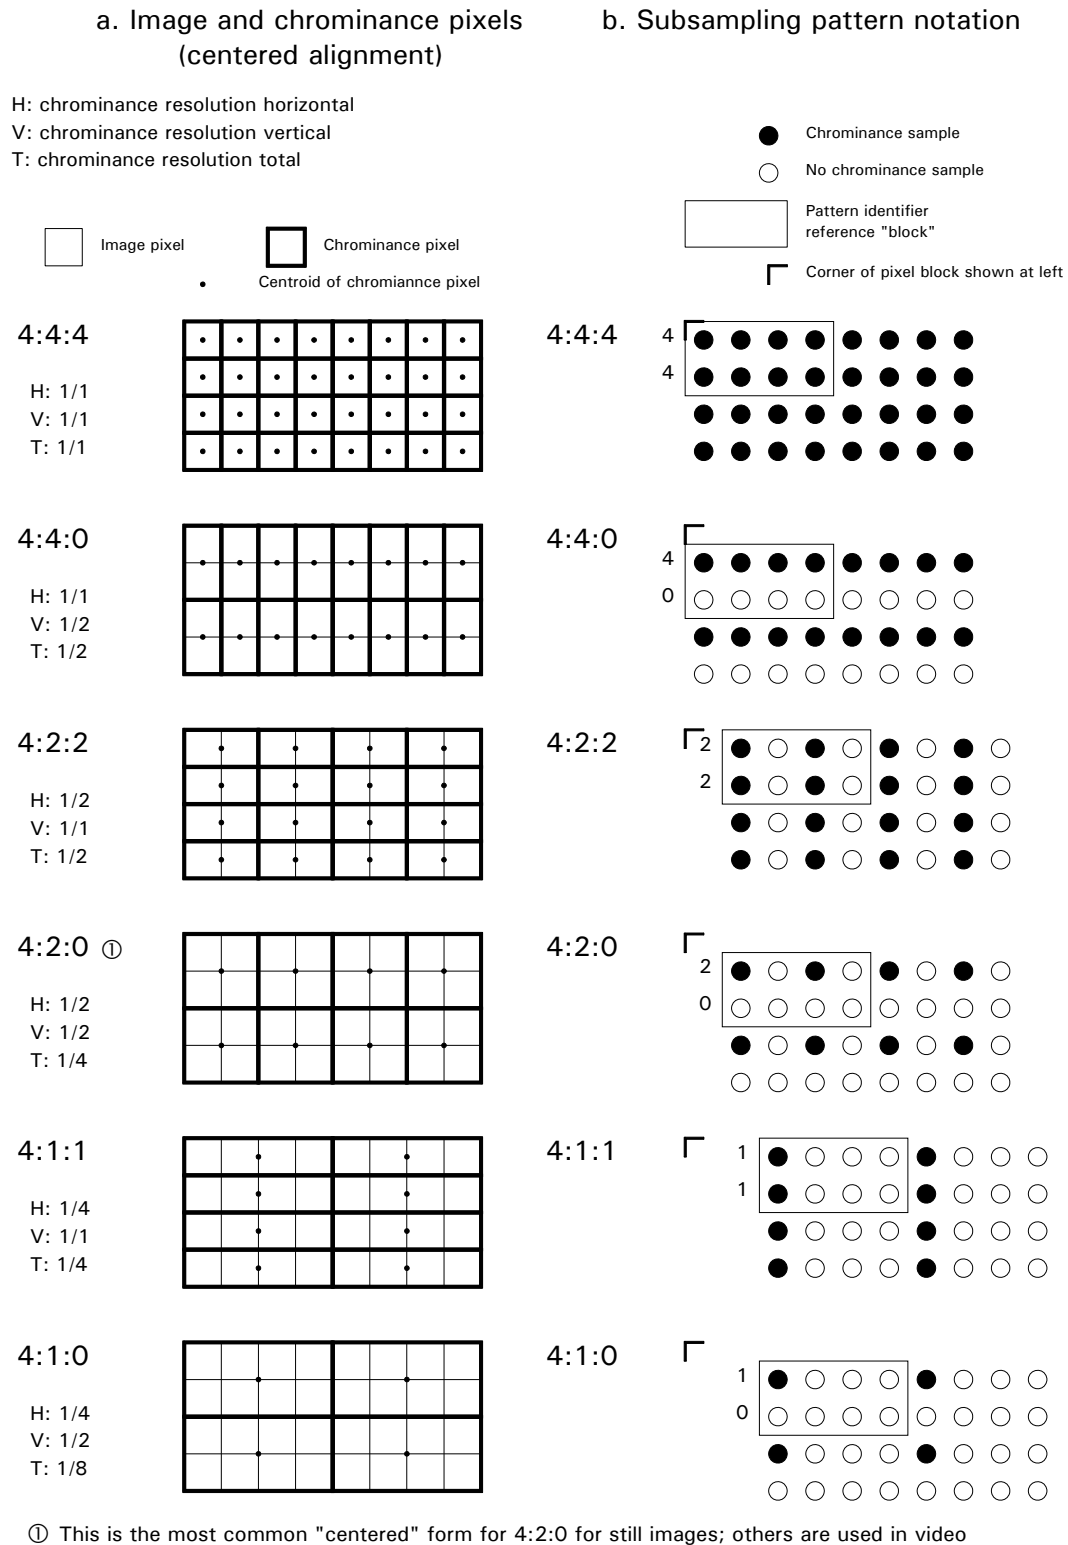 a. Image and chrominance pixels
(centered alignment)
b. Subsampling pattern notation
H: chrominance resolution horizontal
V: chrominance resolution vertical
T: chrominance resolution total
Chrominance sample
No chrominance sample
Pattern identifier
reference "block"
Corner of pixel block shown at left
Image pixel
Chrominance pixel
Centroid of chromiannce pixel
4:4:4
H: 1/1
V: 1/1
T: 1/1
4:4:4
4
4
4:4:0
H: 1/1
V: 1/2
T: 1/2
4:4:0
4
0
4:2:2
H: 1/2
V: 1/1
T: 1/2
4:2:2
2
2
4:2:0 ①
H: 1/2
V: 1/2
T: 1/4
4:2:0
2
0
4:1:1
H: 1/4
V: 1/1
T: 1/4
4:1:1
1
1
4:1:0
H: 1/4
V: 1/2
T: 1/8
4:1:0
1
0
① This is the most common "centered" form for 4:2:0 for still images; others are used in video